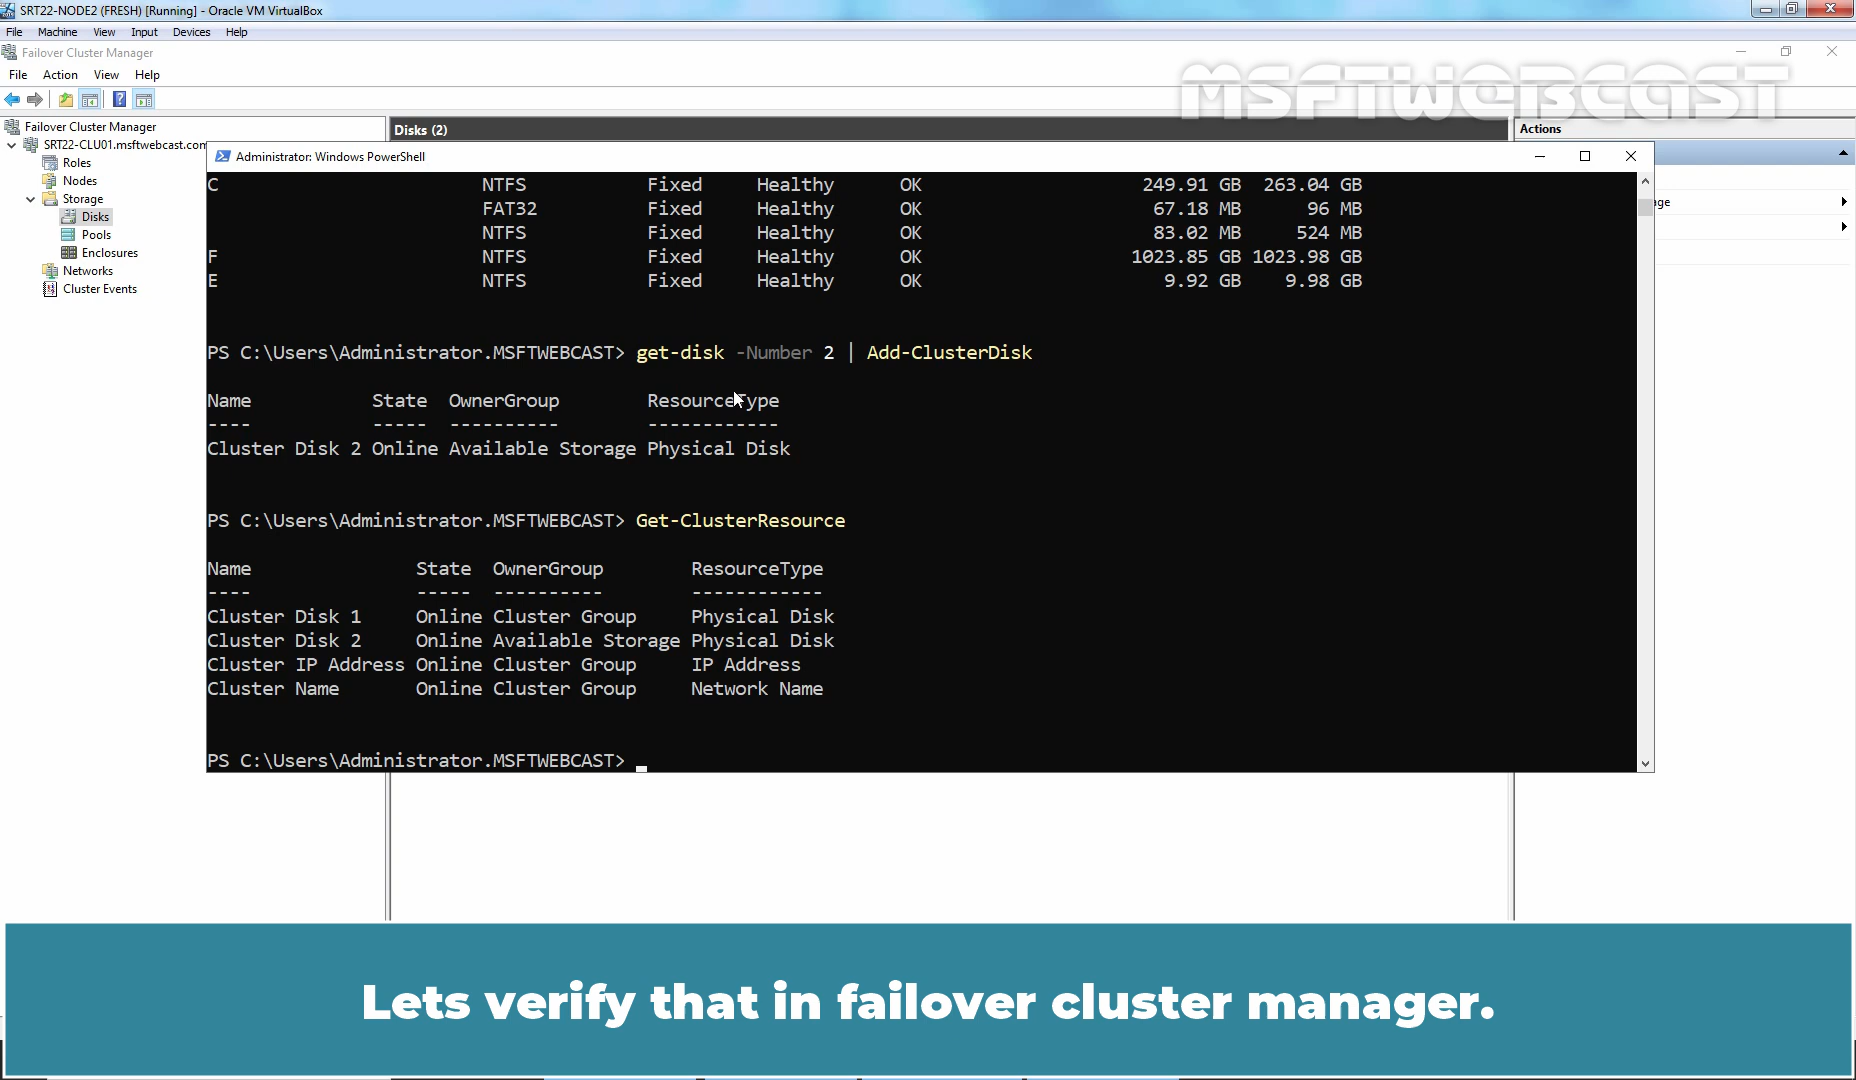 SRT22-NODE2 (FRESH) [Running] - Oracle VM VirtualBox
File Machine View Input Devices Help
Failover Cluster Manager
File Action View Help
MSFTWEBCAST
Failover Cluster Manager
SRT22-CLU01.msftwebcast.com
Roles
Nodes
Storage
Disks
Pools
Enclosures
Networks
Cluster Events
Disks (2)
Actions
Administrator: Windows PowerShell
C NTFS Fixed Healthy OK 249.91 GB 263.04 GB
FAT32 Fixed Healthy OK 67.18 MB 96 MB
NTFS Fixed Healthy OK 83.02 MB 524 MB
F NTFS Fixed Healthy OK 1023.85 GB 1023.98 GB
E NTFS Fixed Healthy OK 9.92 GB 9.98 GB
PS C:\Users\Administrator.MSFTWEBCAST> get-disk -Number 2 | Add-ClusterDisk
Name State OwnerGroup ResourceType
---- ----- ---------- ------------
Cluster Disk 2 Online Available Storage Physical Disk
PS C:\Users\Administrator.MSFTWEBCAST> Get-ClusterResource
Name State OwnerGroup ResourceType
---- ----- ---------- ------------
Cluster Disk 1 Online Cluster Group Physical Disk
Cluster Disk 2 Online Available Storage Physical Disk
Cluster IP Address Online Cluster Group IP Address
Cluster Name Online Cluster Group Network Name
PS C:\Users\Administrator.MSFTWEBCAST>
Lets verify that in failover cluster manager.